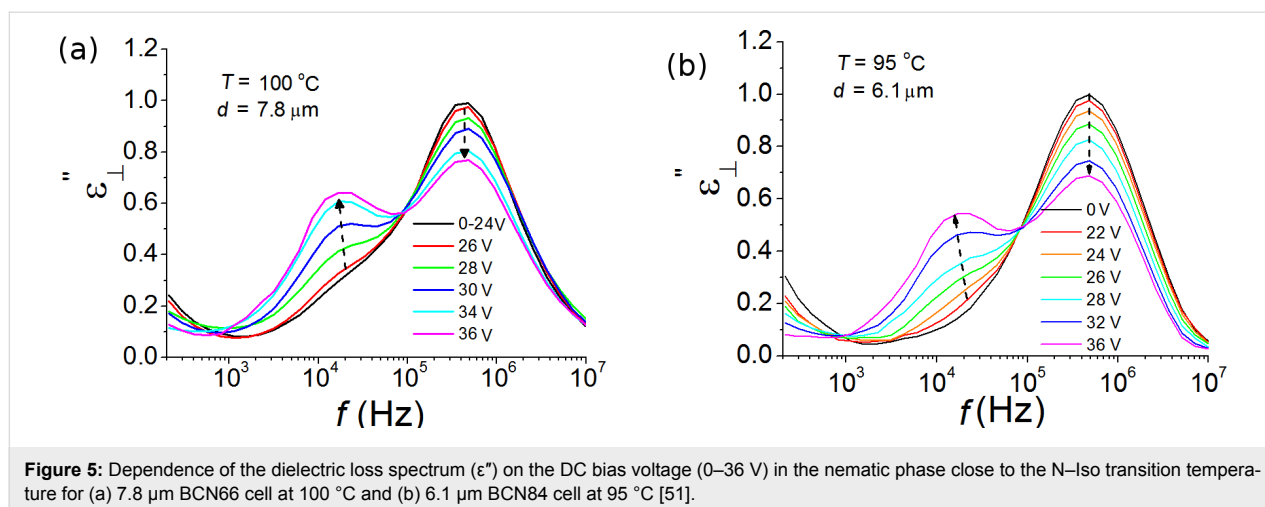 (a)
T = 100 °C
d = 7.8 μm
ε''⊥
1.2
1.0
0.8
0.6
0.4
0.2
0.0
0-24V
26 V
28 V
30 V
34 V
36 V
10³ 10⁴ 10⁵ 10⁶ 10⁷
f (Hz)
(b)
T = 95 °C
d = 6.1 μm
ε''⊥
1.2
1.0
0.8
0.6
0.4
0.2
0.0
0 V
22 V
24 V
26 V
28 V
32 V
36 V
10³ 10⁴ 10⁵ 10⁶ 10⁷
f (Hz)
Figure 5: Dependence of the dielectric loss spectrum (ε″) on the DC bias voltage (0–36 V) in the nematic phase close to the N–Iso transition tempera-
ture for (a) 7.8 µm BCN66 cell at 100 °C and (b) 6.1 µm BCN84 cell at 95 °C [51].